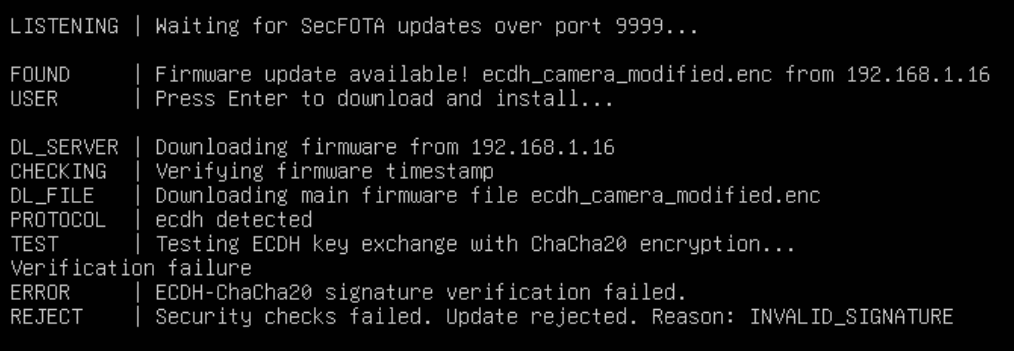 LISTENING | Waiting for SecFOTA updates over port 9999...
FOUND     | Firmware update available! ecdh_camera_modified.enc from 192.168.1.16
USER      | Press Enter to download and install...
DL_SERVER | Downloading firmware from 192.168.1.16
CHECKING  | Verifying firmware timestamp
DL_FILE   | Downloading main firmware file ecdh_camera_modified.enc
PROTOCOL  | ecdh detected
TEST      | Testing ECDH key exchange with ChaCha20 encryption...
Verification failure
ERROR     | ECDH-ChaCha20 signature verification failed.
REJECT    | Security checks failed. Update rejected. Reason: INVALID_SIGNATURE